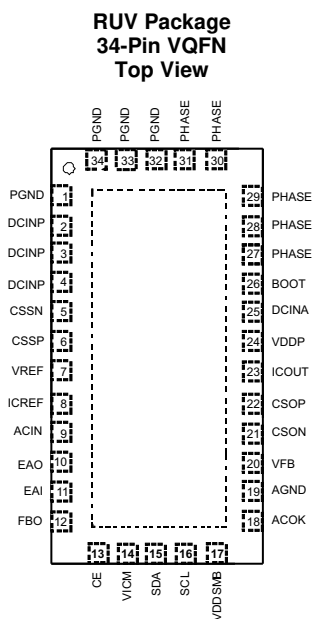 RUV Package
34-Pin VQFN
Top View
PGND
PGND
PGND
PHASE
PHASE
34
33
32
31
30
PGND 1
DCINP 2
DCINP 3
DCINP 4
CSSN 5
CSSP 6
VREF 7
ICREF 8
ACIN 9
EAO 10
EAI 11
FBO 12
29 PHASE
28 PHASE
27 PHASE
26 BOOT
25 DCINA
24 VDDP
23 ICOUT
22 CSOP
21 CSON
20 VFB
19 AGND
18 ACOK
13
14
15
16
17
CE
VICM
SDA
SCL
VDDSMB